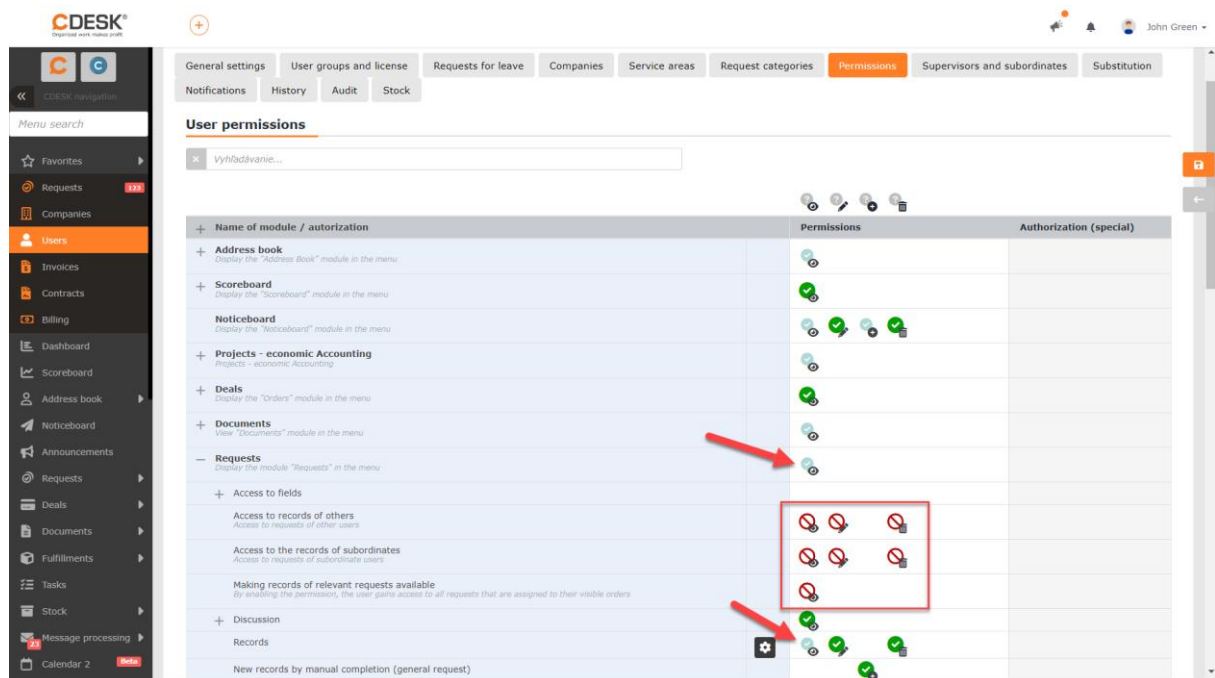 CDESK®
Organized work makes profit.
John Green
CDESK navigation
Menu search
Favorites
Requests 123
Companies
Users
Invoices
Contracts
Billing
Dashboard
Scoreboard
Address book
Noticeboard
Announcements
Requests
Deals
Documents
Fulfillments
Tasks
Stock
Message processing
23
Calendar 2 Beta
General settings User groups and license Requests for leave Companies Service areas Request categories Permissions Supervisors and subordinates Substitution
Notifications History Audit Stock
User permissions
Vyhľadávanie...
Name of module / autorization Permissions Authorization (special)
Address book
Display the "Address Book" module in the menu
Scoreboard
Display the "Scoreboard" module in the menu
Noticeboard
Display the "Noticeboard" module in the menu
Projects - economic Accounting
Projects - economic Accounting
Deals
Display the "Orders" module in the menu
Documents
View "Documents" module in the menu
Requests
Display the module "Requests" in the menu
Access to fields
Access to records of others
Access to requests of other users
Access to the records of subordinates
Access to requests of subordinate users
Making records of relevant requests available
By enabling the permission, the user gains access to all requests that are assigned to their visible orders
Discussion
Records
New records by manual completion (general request)